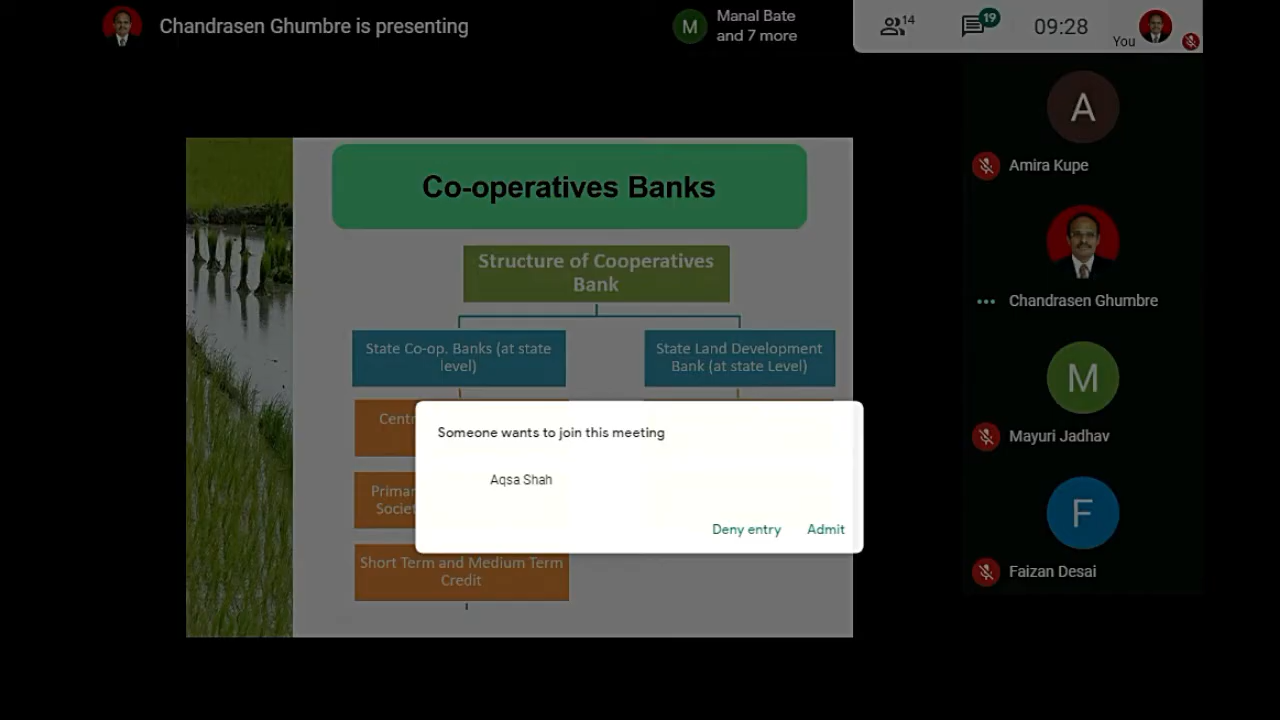 Chandrasen Ghumbre is presenting
M
Manal Bate
and 7 more
14
19
09:28
You
A
Amira Kupe
Chandrasen Ghumbre
M
Mayuri Jadhav
F
Faizan Desai
Co-operatives Banks
Structure of Cooperatives
Bank
State Co-op. Banks (at state
level)
State Land Development
Bank (at state Level)
Someone wants to join this meeting
Aqsa Shah
Deny entry
Admit
Short Term and Medium Term
Credit